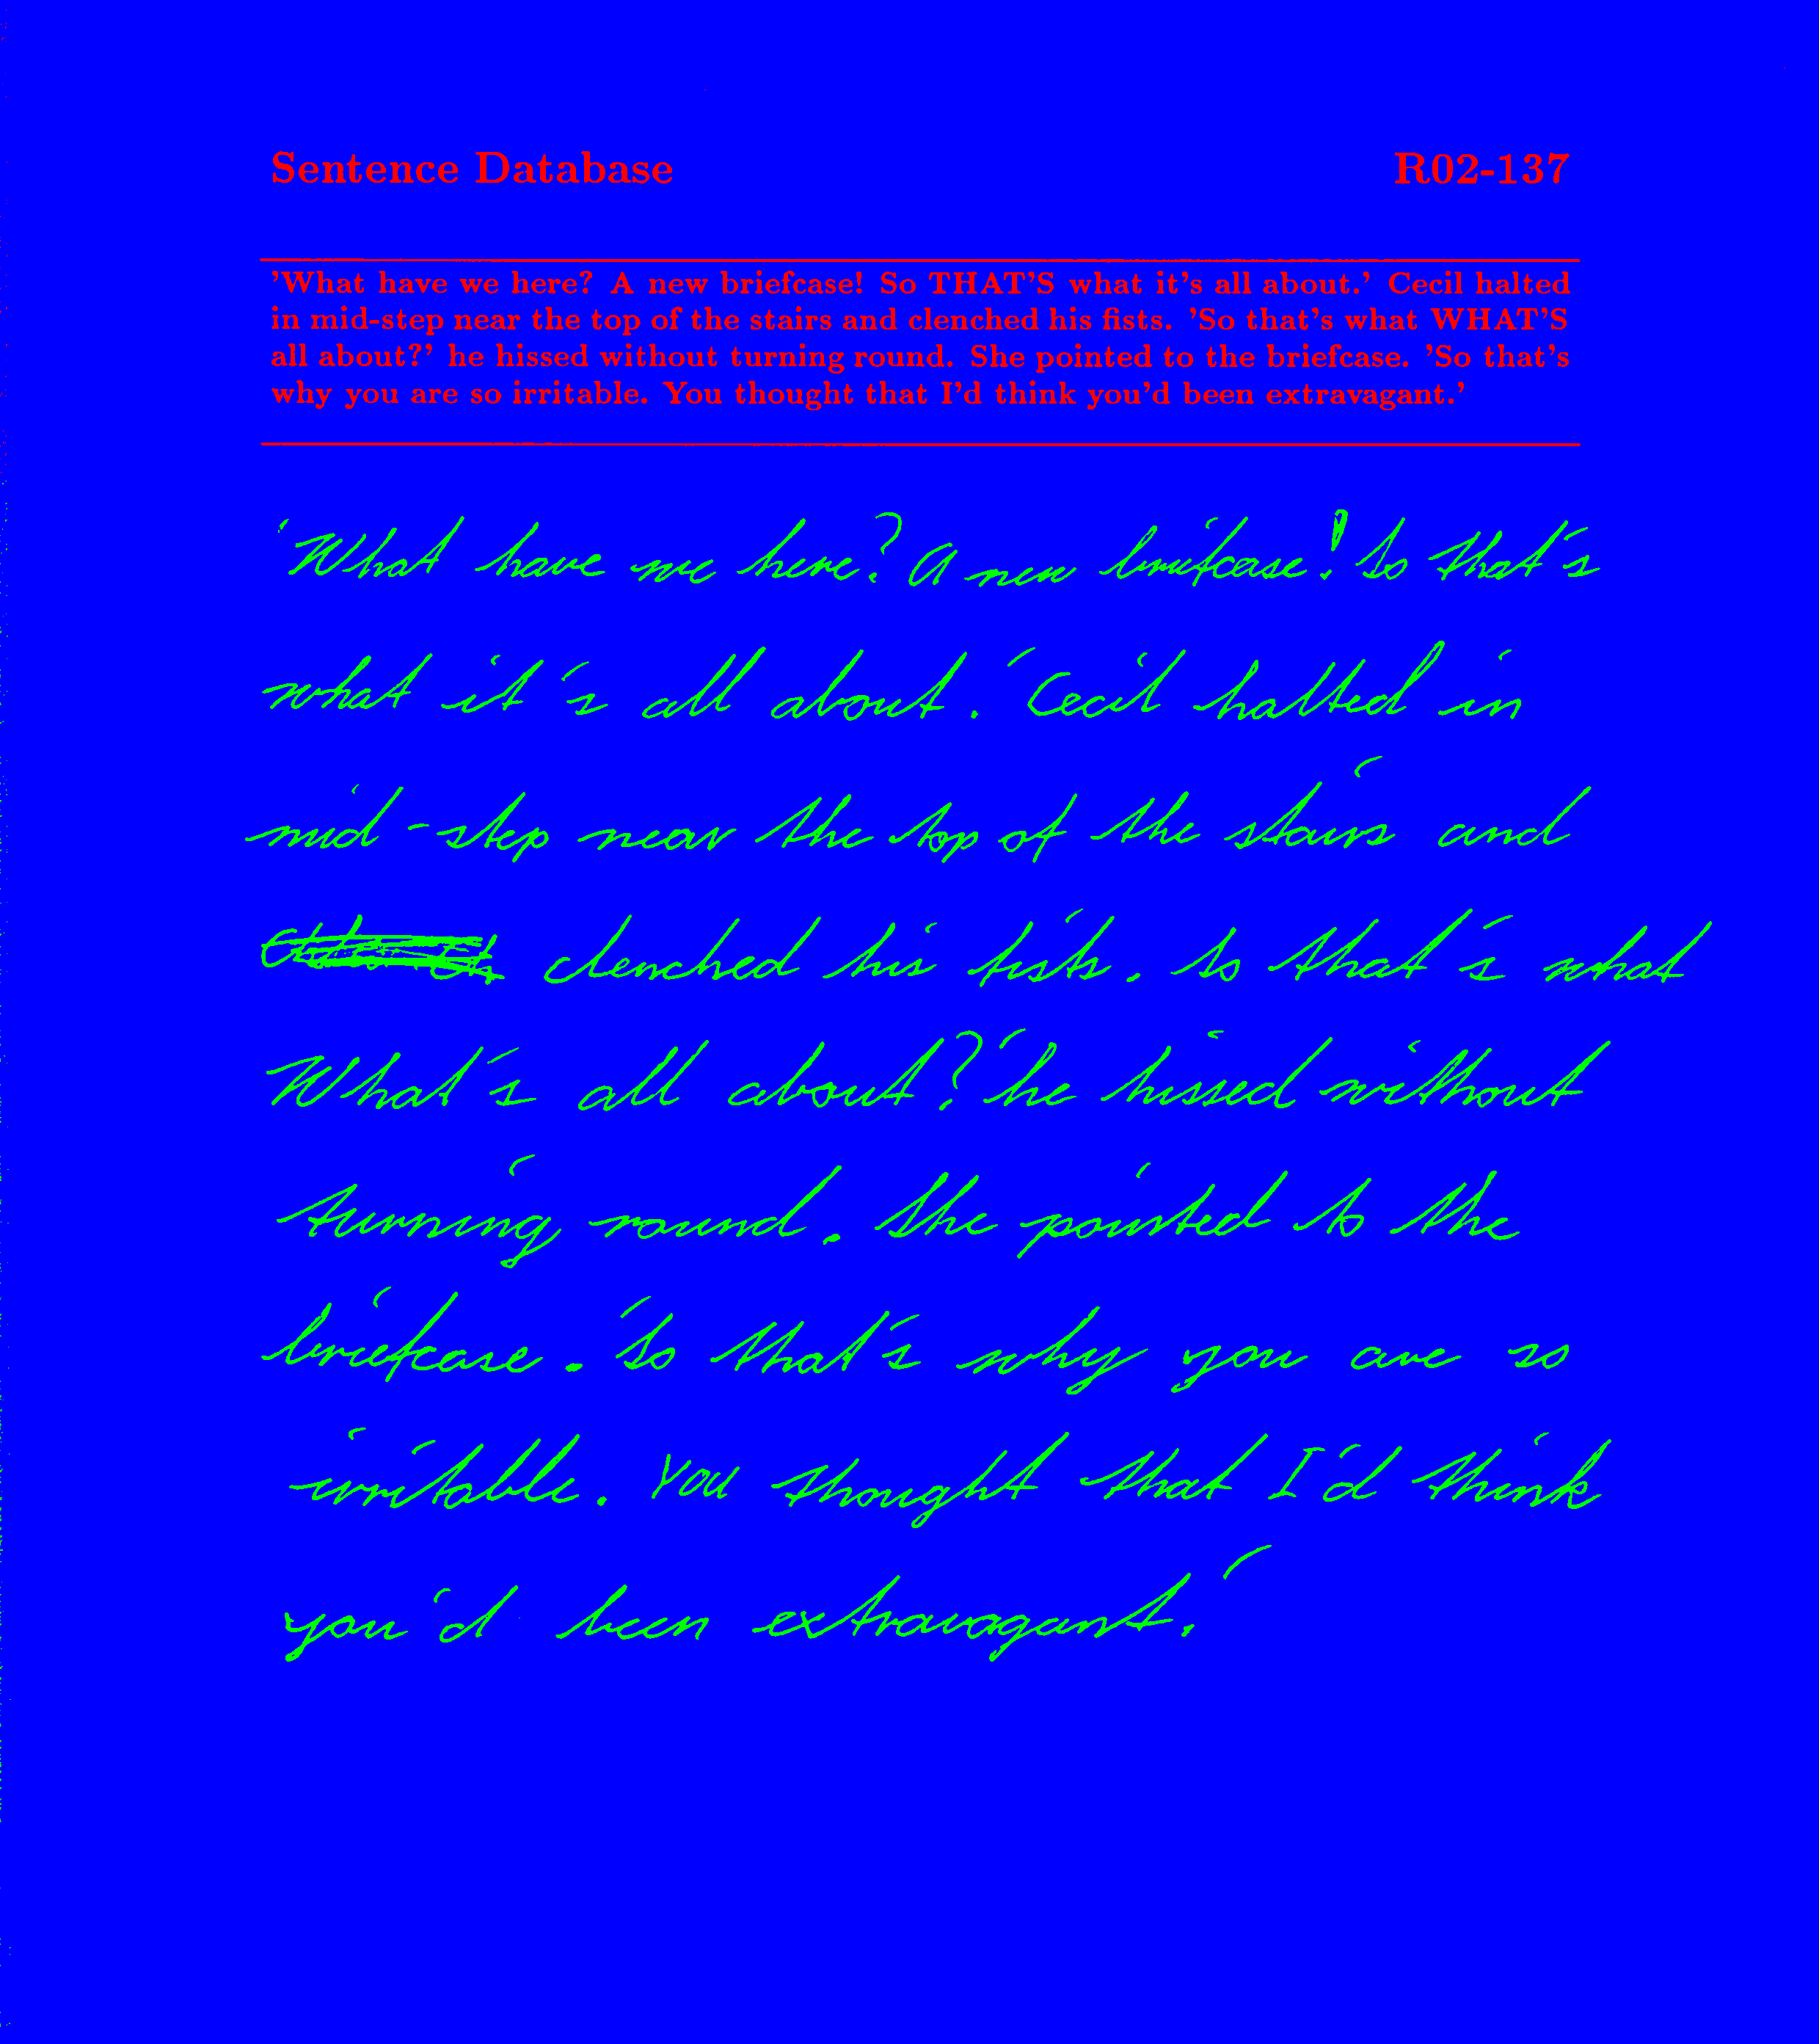 Sentence Database R02-137
'What have we here? A new briefcase! So THAT'S what it's all about.' Cecil halted
in mid-step near the top of the stairs and clenched his fists. 'So that's what WHAT'S
all about?' he hissed without turning round. She pointed to the briefcase. 'So that's
why you are so irritable. You thought that I'd think you'd been extravagant.'
'What have we here? A new briefcase! So that's
what it's all about.' Cecil halted in
mid-step near the top of the stairs and
clenched his fists. So that's what
What's all about?' he hissed without
turning round. She pointed to the
briefcase. 'So that's why you are so
irritable. You thought that I'd think
you'd been extravagant.'